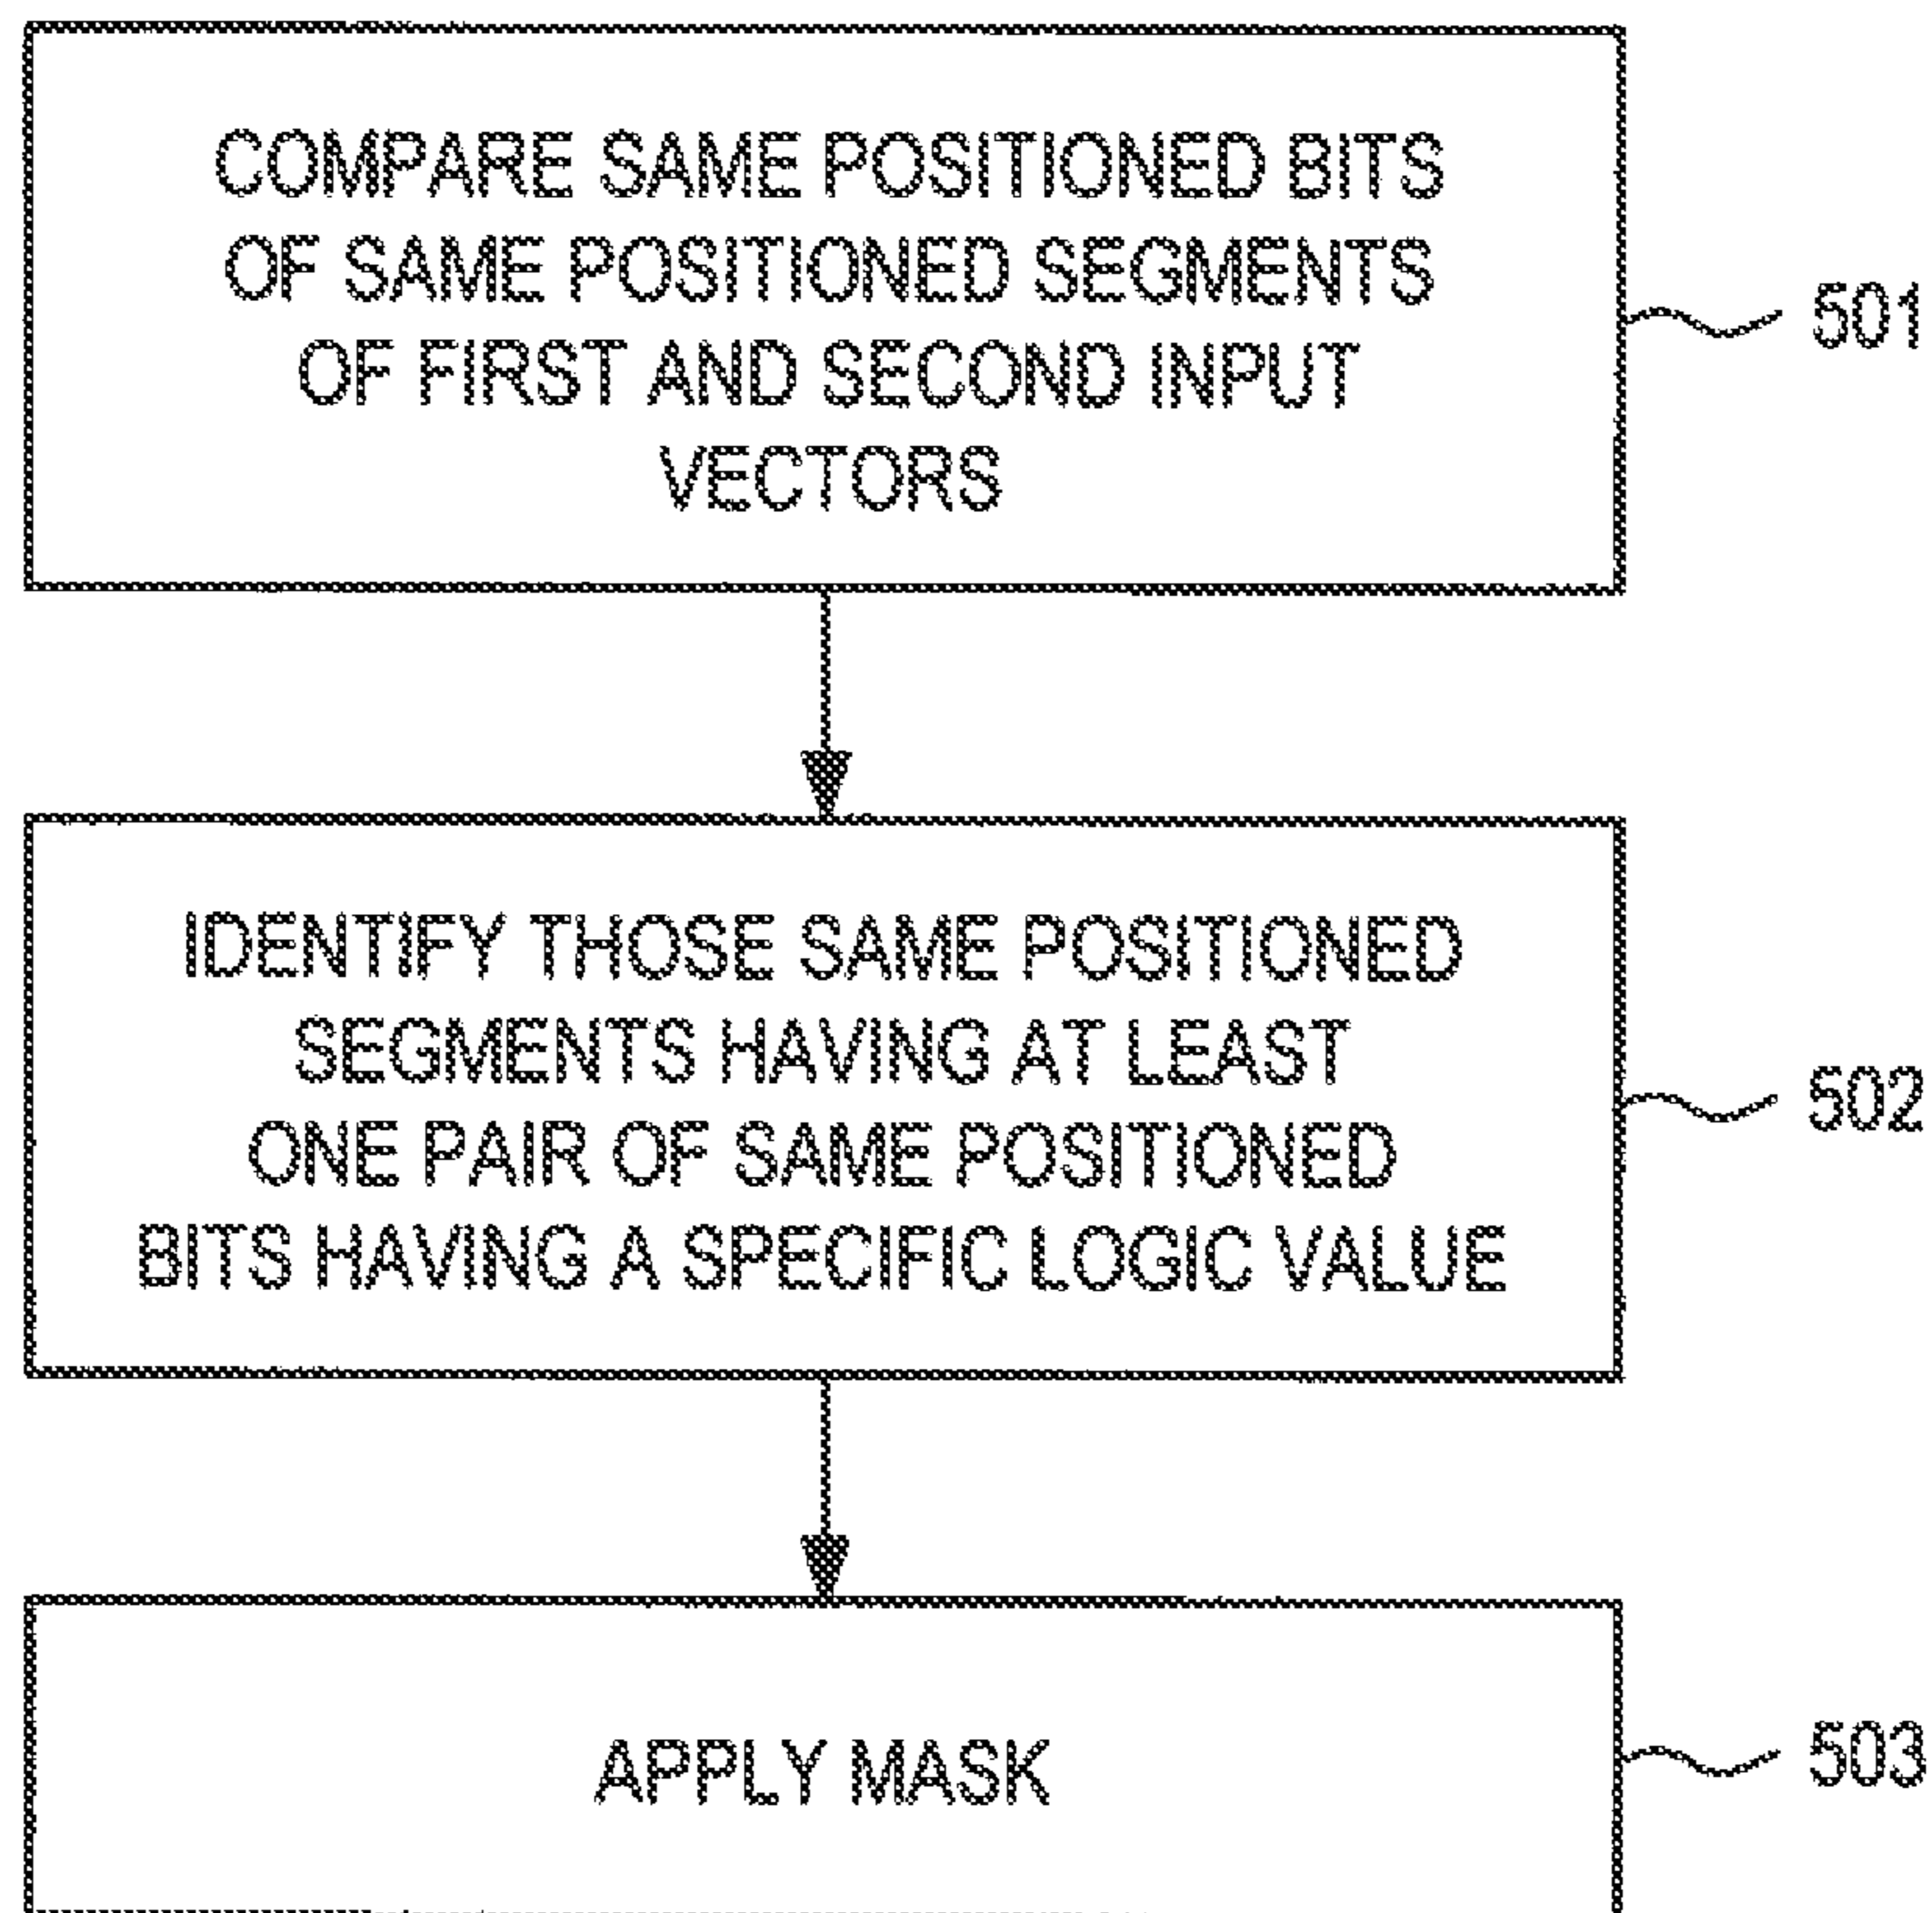 COMPARE SAME POSITIONED BITS
OF SAME POSITIONED SEGMENTS
OF FIRST AND SECOND INPUT
VECTORS
501
IDENTIFY THOSE SAME POSITIONED
SEGMENTS HAVING AT LEAST
ONE PAIR OF SAME POSITIONED
BITS HAVING A SPECIFIC LOGIC VALUE
502
APPLY MASK
503